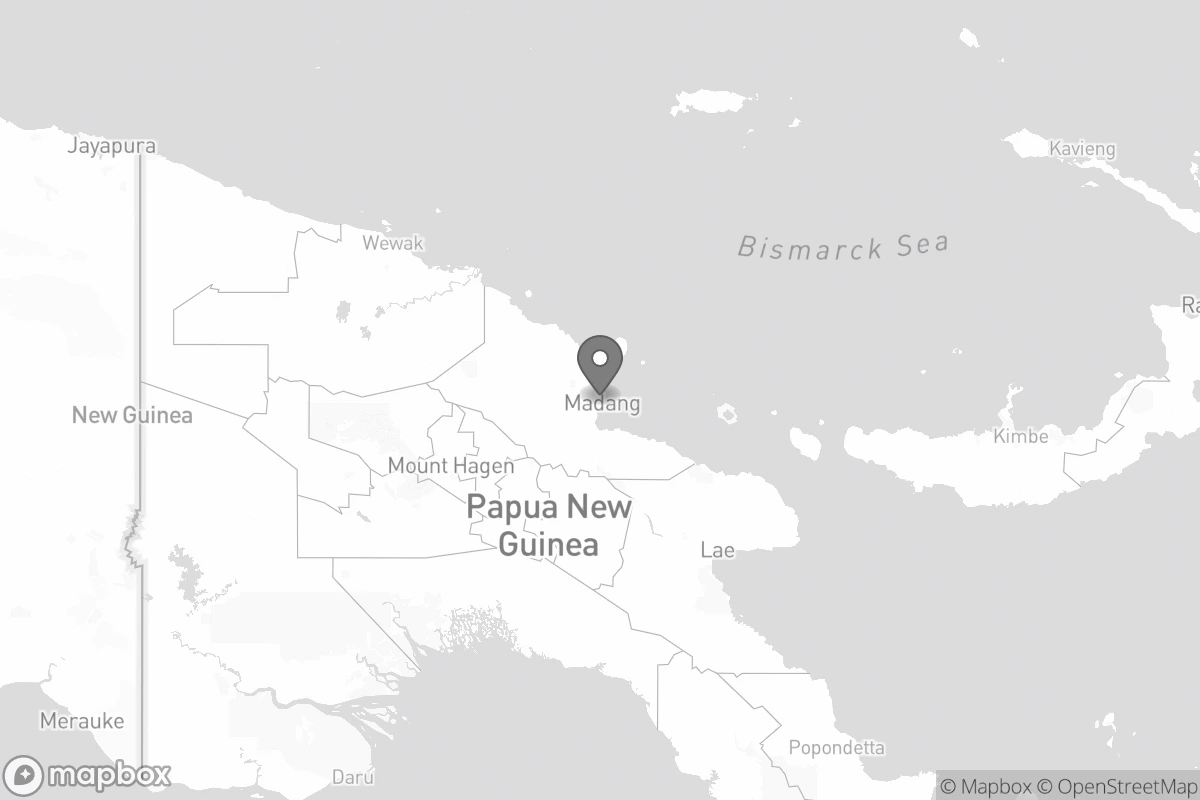 Jayapura
Kavieng
Wewak
Bismarck Sea
Ra
Madang
New Guinea
Kimbe
Mount Hagen
Papua New
Guinea
Lae
Merauke
Popondetta
Darú
mapbox
© Mapbox © OpenStreetMap